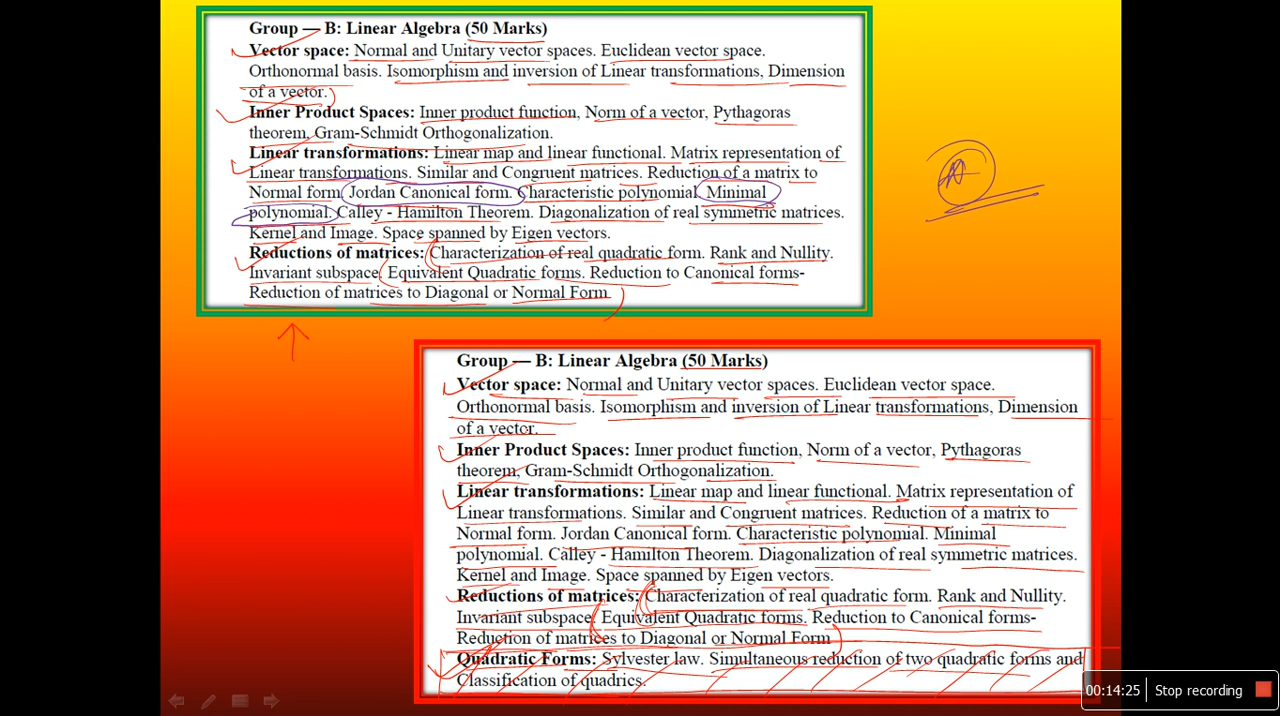 Group — B: Linear Algebra (50 Marks)
Vector space: Normal and Unitary vector spaces. Euclidean vector space.
Orthonormal basis. Isomorphism and inversion of Linear transformations, Dimension
of a vector.
Inner Product Spaces: Inner product function, Norm of a vector, Pythagoras
theorem, Gram-Schmidt Orthogonalization.
Linear transformations: Linear map and linear functional. Matrix representation of
Linear transformations. Similar and Congruent matrices. Reduction of a matrix to
Normal form. Jordan Canonical form. Characteristic polynomial. Minimal
polynomial. Calley - Hamilton Theorem. Diagonalization of real symmetric matrices.
Kernel and Image. Space spanned by Eigen vectors.
Reductions of matrices: Characterization of real quadratic form. Rank and Nullity.
Invariant subspace. Equivalent Quadratic forms. Reduction to Canonical forms-
Reduction of matrices to Diagonal or Normal Form
Group — B: Linear Algebra (50 Marks)
Vector space: Normal and Unitary vector spaces. Euclidean vector space.
Orthonormal basis. Isomorphism and inversion of Linear transformations, Dimension
of a vector.
Inner Product Spaces: Inner product function, Norm of a vector, Pythagoras
theorem, Gram-Schmidt Orthogonalization.
Linear transformations: Linear map and linear functional. Matrix representation of
Linear transformations. Similar and Congruent matrices. Reduction of a matrix to
Normal form. Jordan Canonical form. Characteristic polynomial. Minimal
polynomial. Calley - Hamilton Theorem. Diagonalization of real symmetric matrices.
Kernel and Image. Space spanned by Eigen vectors.
Reductions of matrices: Characterization of real quadratic form. Rank and Nullity.
Invariant subspace. Equivalent Quadratic forms. Reduction to Canonical forms-
Reduction of matrices to Diagonal or Normal Form
Quadratic Forms: Sylvester law. Simultaneous reduction of two quadratic forms and
Classification of quadrics.
00:14:25 Stop recording